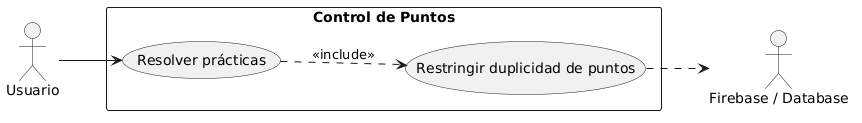 Control de Puntos
Usuario
Resolver prácticas
«include»
Restringir duplicidad de puntos
Firebase / Database